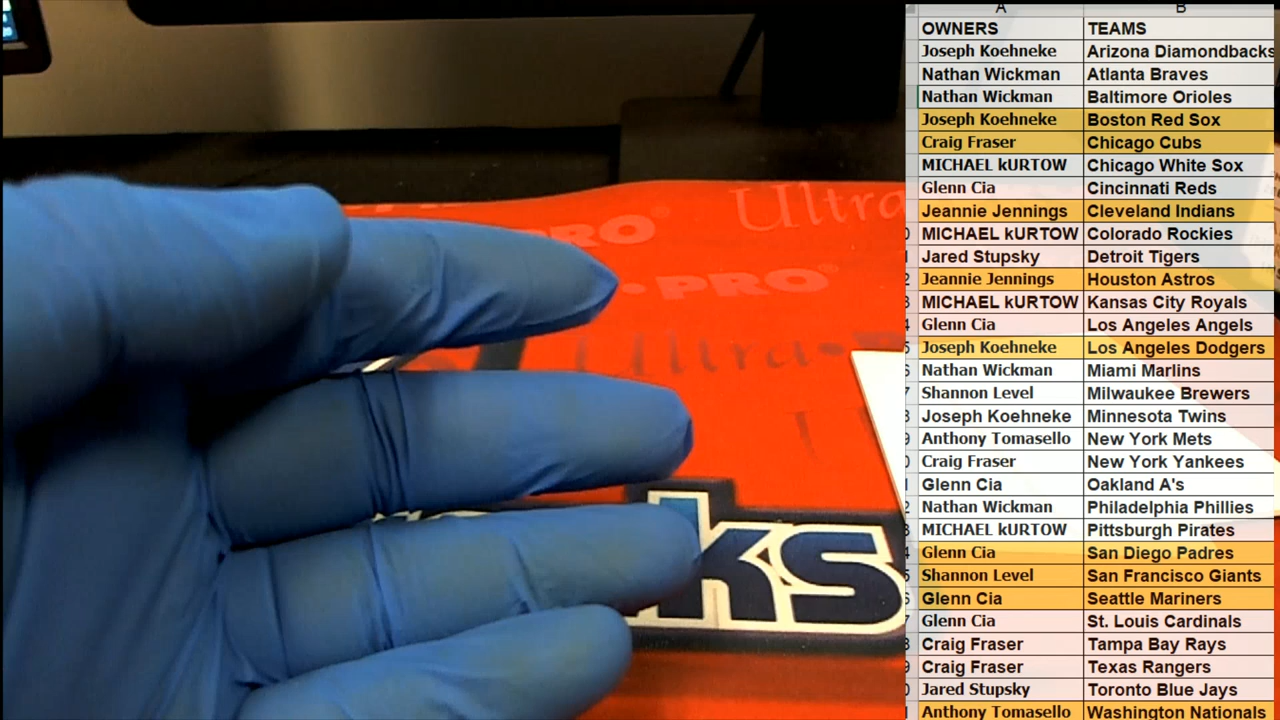 A B
OWNERS TEAMS
Joseph Koehneke Arizona Diamondbacks
Nathan Wickman Atlanta Braves
Nathan Wickman Baltimore Orioles
Joseph Koehneke Boston Red Sox
Craig Fraser Chicago Cubs
MICHAEL kURTOW Chicago White Sox
Glenn Cia Cincinnati Reds
Jeannie Jennings Cleveland Indians
MICHAEL kURTOW Colorado Rockies
Jared Stupsky Detroit Tigers
Jeannie Jennings Houston Astros
MICHAEL kURTOW Kansas City Royals
Glenn Cia Los Angeles Angels
Joseph Koehneke Los Angeles Dodgers
Nathan Wickman Miami Marlins
Shannon Level Milwaukee Brewers
Joseph Koehneke Minnesota Twins
Anthony Tomasello New York Mets
Craig Fraser New York Yankees
Glenn Cia Oakland A's
Nathan Wickman Philadelphia Phillies
MICHAEL kURTOW Pittsburgh Pirates
Glenn Cia San Diego Padres
Shannon Level San Francisco Giants
Glenn Cia Seattle Mariners
Glenn Cia St. Louis Cardinals
Craig Fraser Tampa Bay Rays
Craig Fraser Texas Rangers
Jared Stupsky Toronto Blue Jays
Anthony Tomasello Washington Nationals
Ultra
PRO®
•PRO®
Ultra•
ks